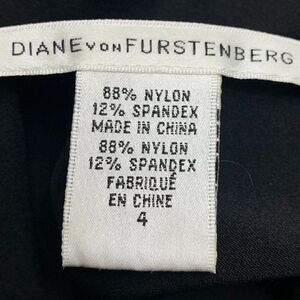 DIANE VON FURSTENBERG
88% NYLON
12% SPANDEX
MADE IN CHINA
88% NYLON
12% SPANDEX
FABRIQUÉ
EN CHINE
4